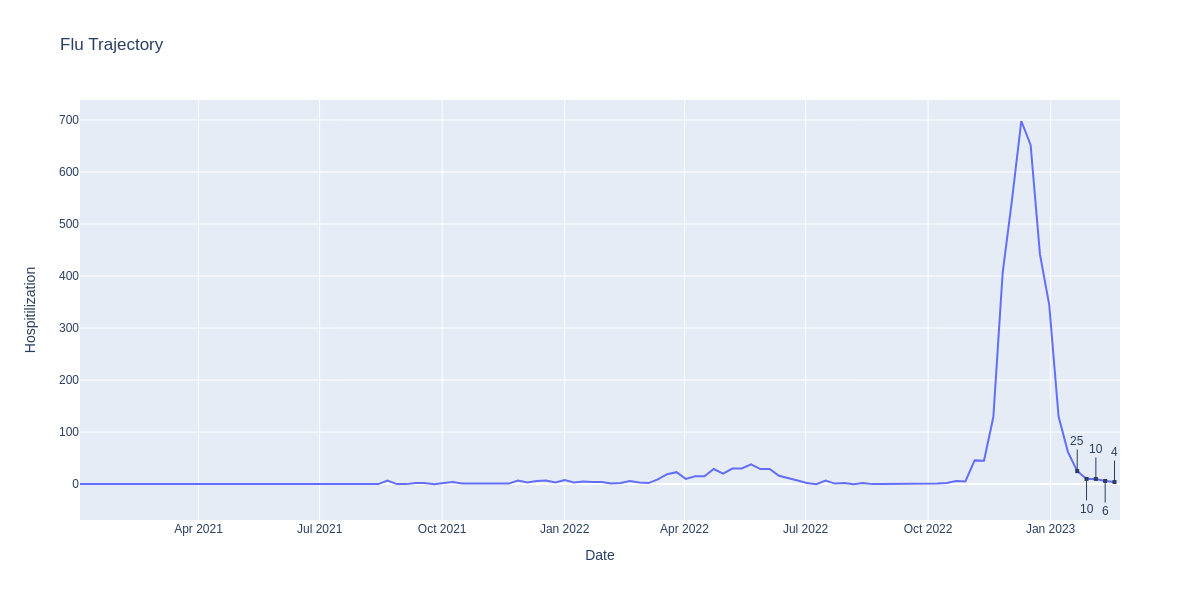 Flu Trajectory
Hospitilization
700
600
500
400
300
200
100
0
25
10
10
6
4
Apr 2021
Jul 2021
Oct 2021
Jan 2022
Apr 2022
Jul 2022
Oct 2022
Jan 2023
Date